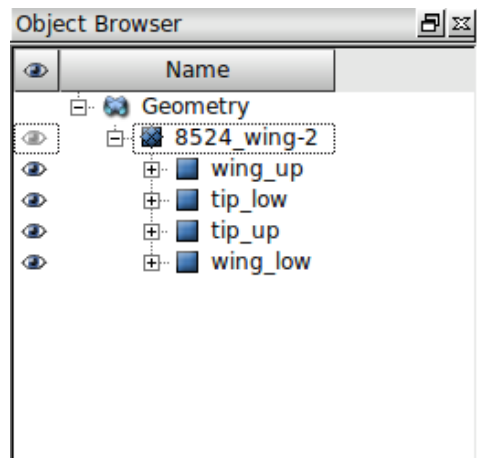 Object Browser
Name
Geometry
8524_wing-2
wing_up
tip_low
tip_up
wing_low